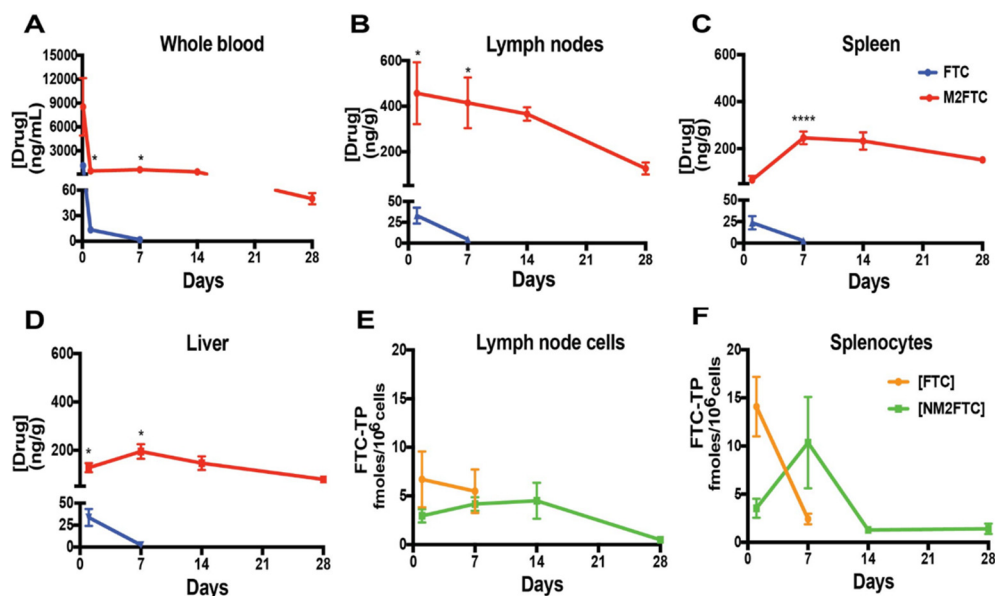 A
Whole blood
[Drug]
(ng/mL)
15000
12000
9000
6000
3000
60
30
0
*
*
0
7
14
21
28
Days
B
Lymph nodes
[Drug]
(ng/g)
600
400
200
50
25
0
*
*
0
7
14
21
28
Days
C
Spleen
[Drug]
(ng/g)
600
400
200
50
25
0
****
FTC
M2FTC
0
7
14
21
28
Days
D
Liver
[Drug]
(ng/g)
600
400
200
50
25
0
*
*
0
7
14
21
28
Days
E
Lymph node cells
FTC-TP
fmoles/10⁶cells
20
15
10
5
0
0
7
14
21
28
Days
F
Splenocytes
FTC-TP
fmoles/10⁶cells
20
15
10
5
0
[FTC]
[NM2FTC]
0
7
14
21
28
Days